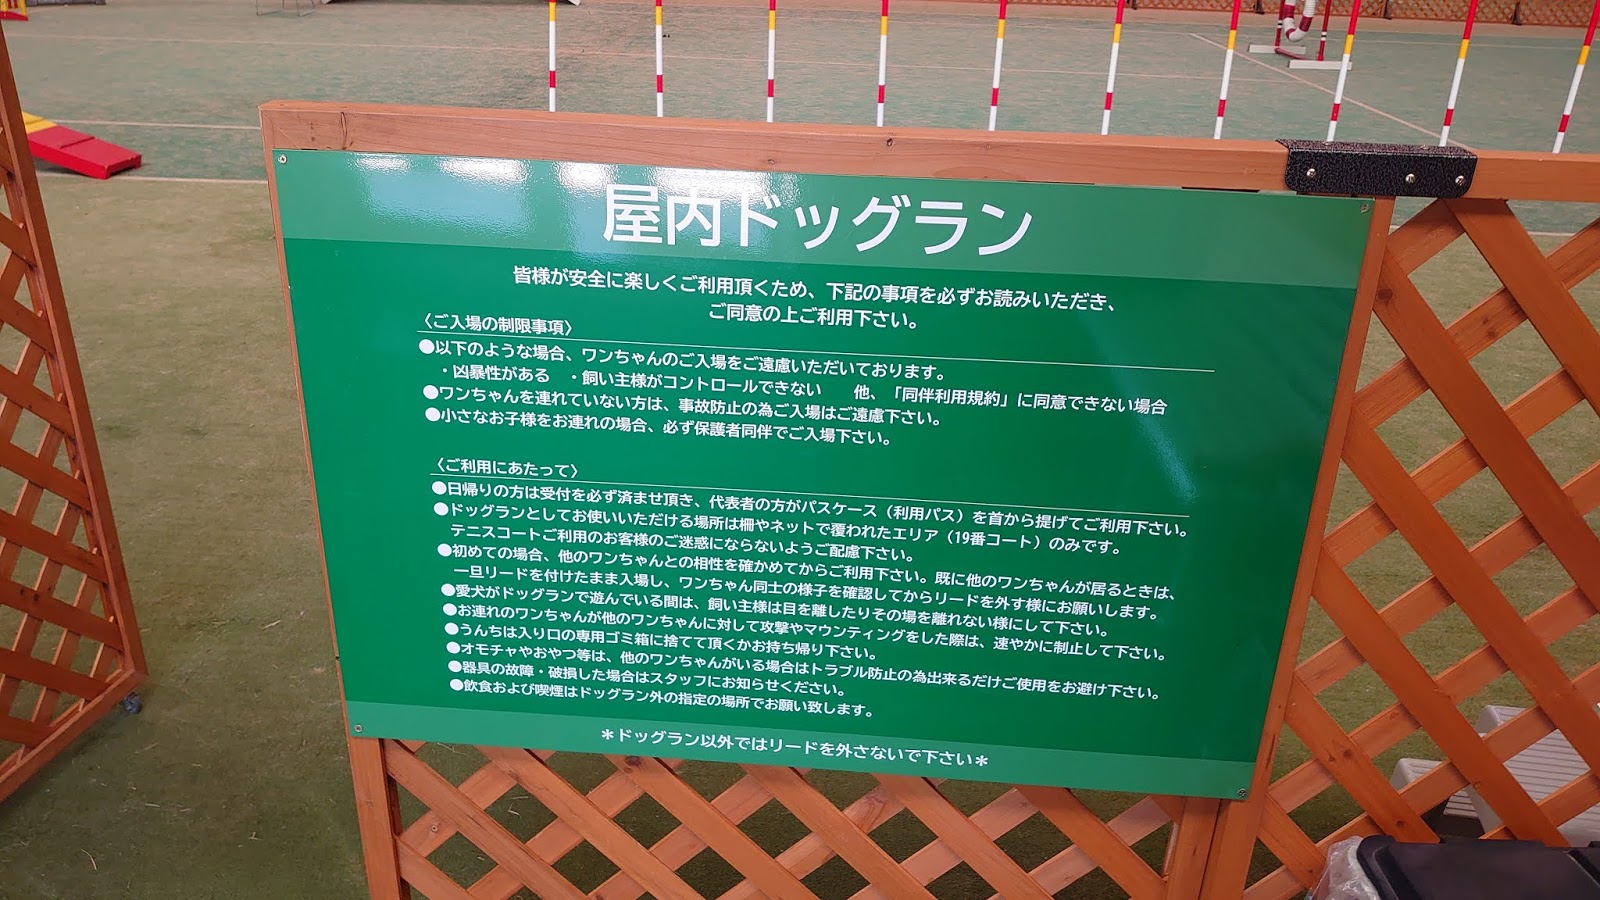 屋内ドッグラン
皆様が安全に楽しくご利用頂くため、下記の事項を必ずお読みいただき、
ご同意の上ご利用下さい。
〈ご入場の制限事項〉
●以下のような場合、ワンちゃんのご入場をご遠慮いただいております。
・凶暴性がある ・飼い主様がコントロールできない 他、「同伴利用規約」に同意できない場合
●ワンちゃんを連れていない方は、事故防止の為ご入場はご遠慮下さい。
●小さなお子様をお連れの場合、必ず保護者同伴でご入場下さい。
〈ご利用にあたって〉
●日帰りの方は受付を必ず済ませ頂き、代表者の方がパスケース（利用パス）を首から提げてご利用下さい。
●ドッグランとしてお使いいただける場所は柵やネットで覆われたエリア（19番コート）のみです。
テニスコートご利用のお客様のご迷惑にならないようご配慮下さい。
●初めての場合、他のワンちゃんとの相性を確かめてからご利用下さい。既に他のワンちゃんが居るときは、
一旦リードを付けたまま入場し、ワンちゃん同士の様子を確認してからリードを外す様にお願いします。
●愛犬がドッグランで遊んでいる間は、飼い主様は目を離したりその場を離れない様にして下さい。
●お連れのワンちゃんが他のワンちゃんに対して攻撃やマウンティングをした際は、速やかに制止して下さい。
●うんちは入り口の専用ゴミ箱に捨てて頂くかお持ち帰り下さい。
●オモチャやおやつ等は、他のワンちゃんがいる場合はトラブル防止の為出来るだけご使用をお避け下さい。
●器具の故障・破損した場合はスタッフにお知らせください。
●飲食および喫煙はドッグラン外の指定の場所でお願い致します。
＊ドッグラン以外ではリードを外さないで下さい＊